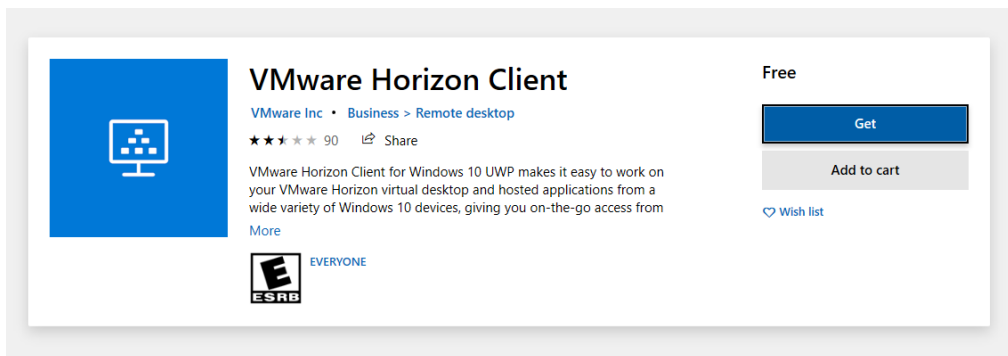 VMware Horizon Client
VMware Inc • Business > Remote desktop
90 Share
VMware Horizon Client for Windows 10 UWP makes it easy to work on
your VMware Horizon virtual desktop and hosted applications from a
wide variety of Windows 10 devices, giving you on-the-go access from
More
E
ESRB
EVERYONE
Free
Get
Add to cart
Wish list